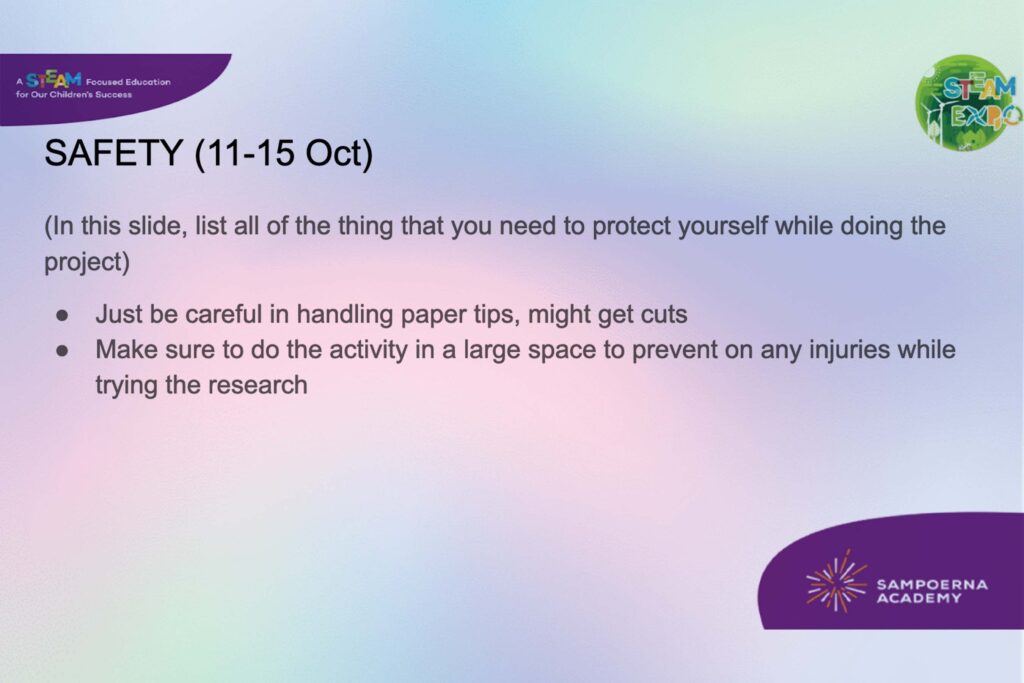 A STEAM Focused Education
for Our Children's Success
STEAM
EXPO
SAFETY (11-15 Oct)
(In this slide, list all of the thing that you need to protect yourself while doing the
project)
● Just be careful in handling paper tips, might get cuts
● Make sure to do the activity in a large space to prevent on any injuries while
trying the research
SAMPOERNA
ACADEMY